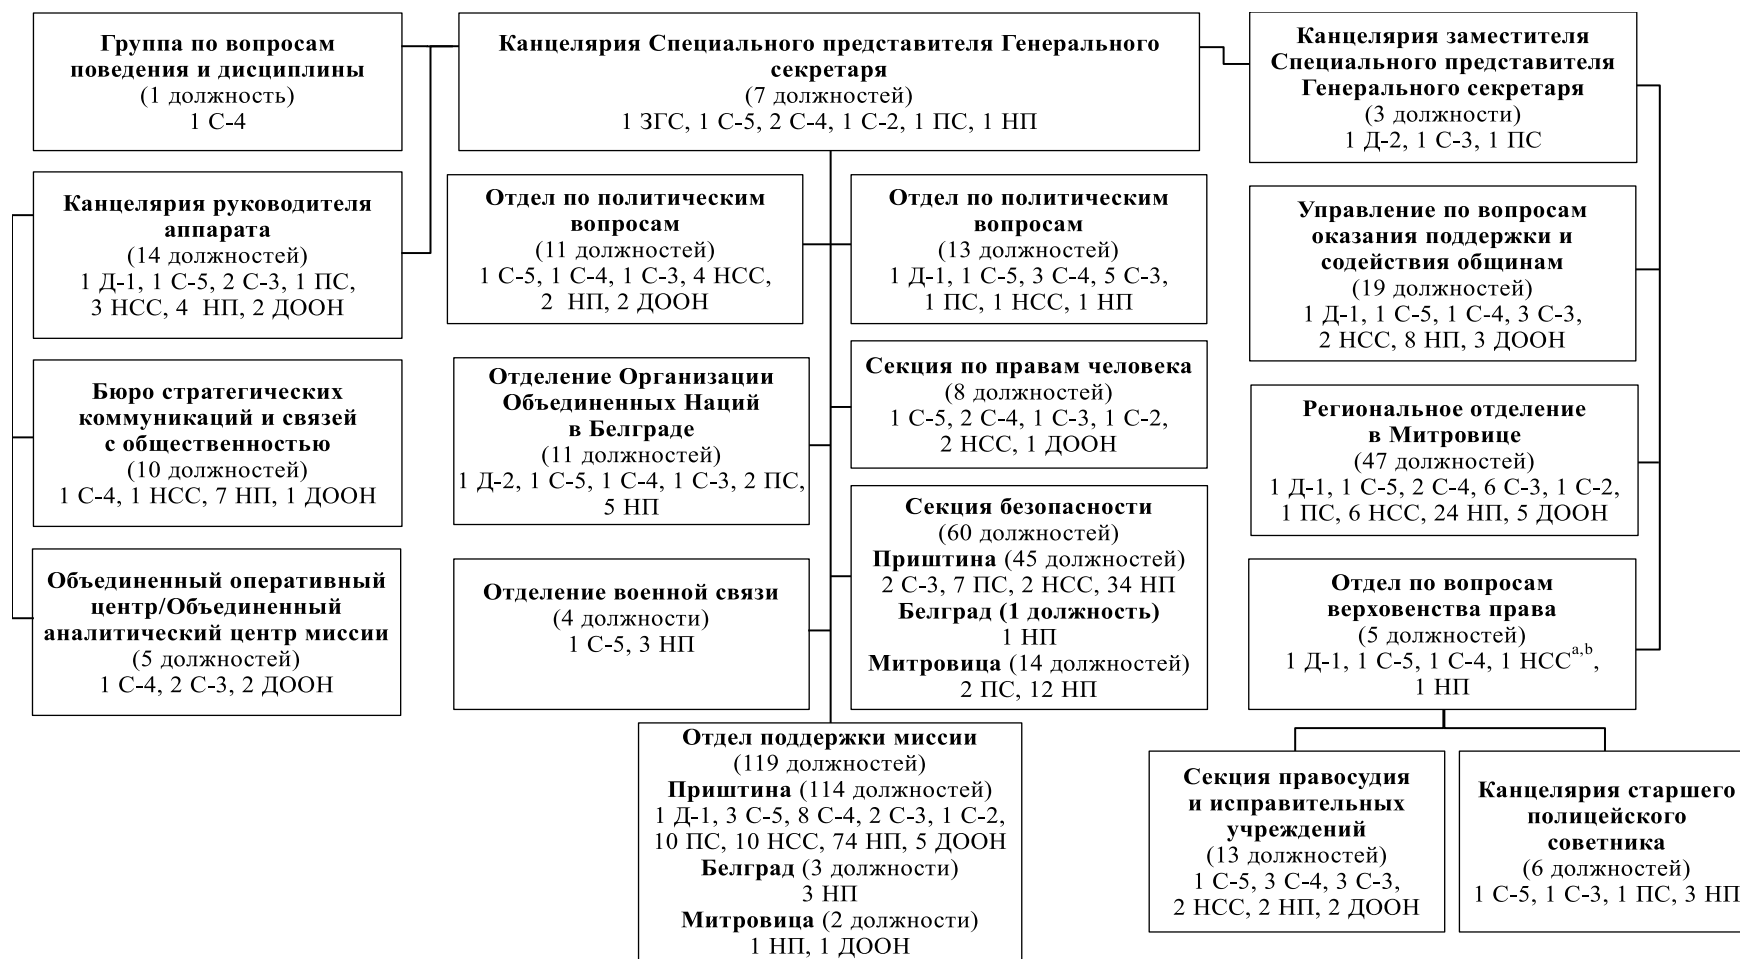 Группа по вопросам
поведения и дисциплины
(1 должность)
1 С-4
Канцелярия Специального представителя Генерального
секретаря
(7 должностей)
1 ЗГС, 1 С-5, 2 С-4, 1 С-2, 1 ПС, 1 НП
Канцелярия заместителя
Специального представителя
Генерального секретаря
(3 должности)
1 Д-2, 1 С-3, 1 ПС
Канцелярия руководителя
аппарата
(14 должностей)
1 Д-1, 1 С-5, 2 С-3, 1 ПС,
3 НСС, 4 НП, 2 ДООН
Отдел по политическим
вопросам
(11 должностей)
1 С-5, 1 С-4, 1 С-3, 4 НСС,
2 НП, 2 ДООН
Отдел по политическим
вопросам
(13 должностей)
1 Д-1, 1 С-5, 3 С-4, 5 С-3,
1 ПС, 1 НСС, 1 НП
Управление по вопросам
оказания поддержки и
содействия общинам
(19 должностей)
1 Д-1, 1 С-5, 1 С-4, 3 С-3,
2 НСС, 8 НП, 3 ДООН
Бюро стратегических
коммуникаций и связей
с общественностью
(10 должностей)
1 С-4, 1 НСС, 7 НП, 1 ДООН
Отделение Организации
Объединенных Наций
в Белграде
(11 должностей)
1 Д-2, 1 С-5, 1 С-4, 1 С-3, 2 ПС,
5 НП
Секция по правам человека
(8 должностей)
1 С-5, 2 С-4, 1 С-3, 1 С-2,
2 НСС, 1 ДООН
Региональное отделение
в Митровице
(47 должностей)
1 Д-1, 1 С-5, 2 С-4, 6 С-3, 1 С-2,
1 ПС, 6 НСС, 24 НП, 5 ДООН
Объединенный оперативный
центр/Объединенный
аналитический центр миссии
(5 должностей)
1 С-4, 2 С-3, 2 ДООН
Отделение военной связи
(4 должности)
1 С-5, 3 НП
Секция безопасности
(60 должностей)
Приштина (45 должностей)
2 С-3, 7 ПС, 2 НСС, 34 НП
Белград (1 должность)
1 НП
Митровица (14 должностей)
2 ПС, 12 НП
Отдел по вопросам
верховенства права
(5 должностей)
1 Д-1, 1 С-5, 1 С-4, 1 НСС a,b,
1 НП
Отдел поддержки миссии
(119 должностей)
Приштина (114 должностей)
1 Д-1, 3 С-5, 8 С-4, 2 С-3, 1 С-2,
10 ПС, 10 НСС, 74 НП, 5 ДООН
Белград (3 должности)
3 НП
Митровица (2 должности)
1 НП, 1 ДООН
Секция правосудия
и исправительных
учреждений
(13 должностей)
1 С-5, 3 С-4, 3 С-3,
2 НСС, 2 НП, 2 ДООН
Канцелярия старшего
полицейского
советника
(6 должностей)
1 С-5, 1 С-3, 1 ПС, 3 НП